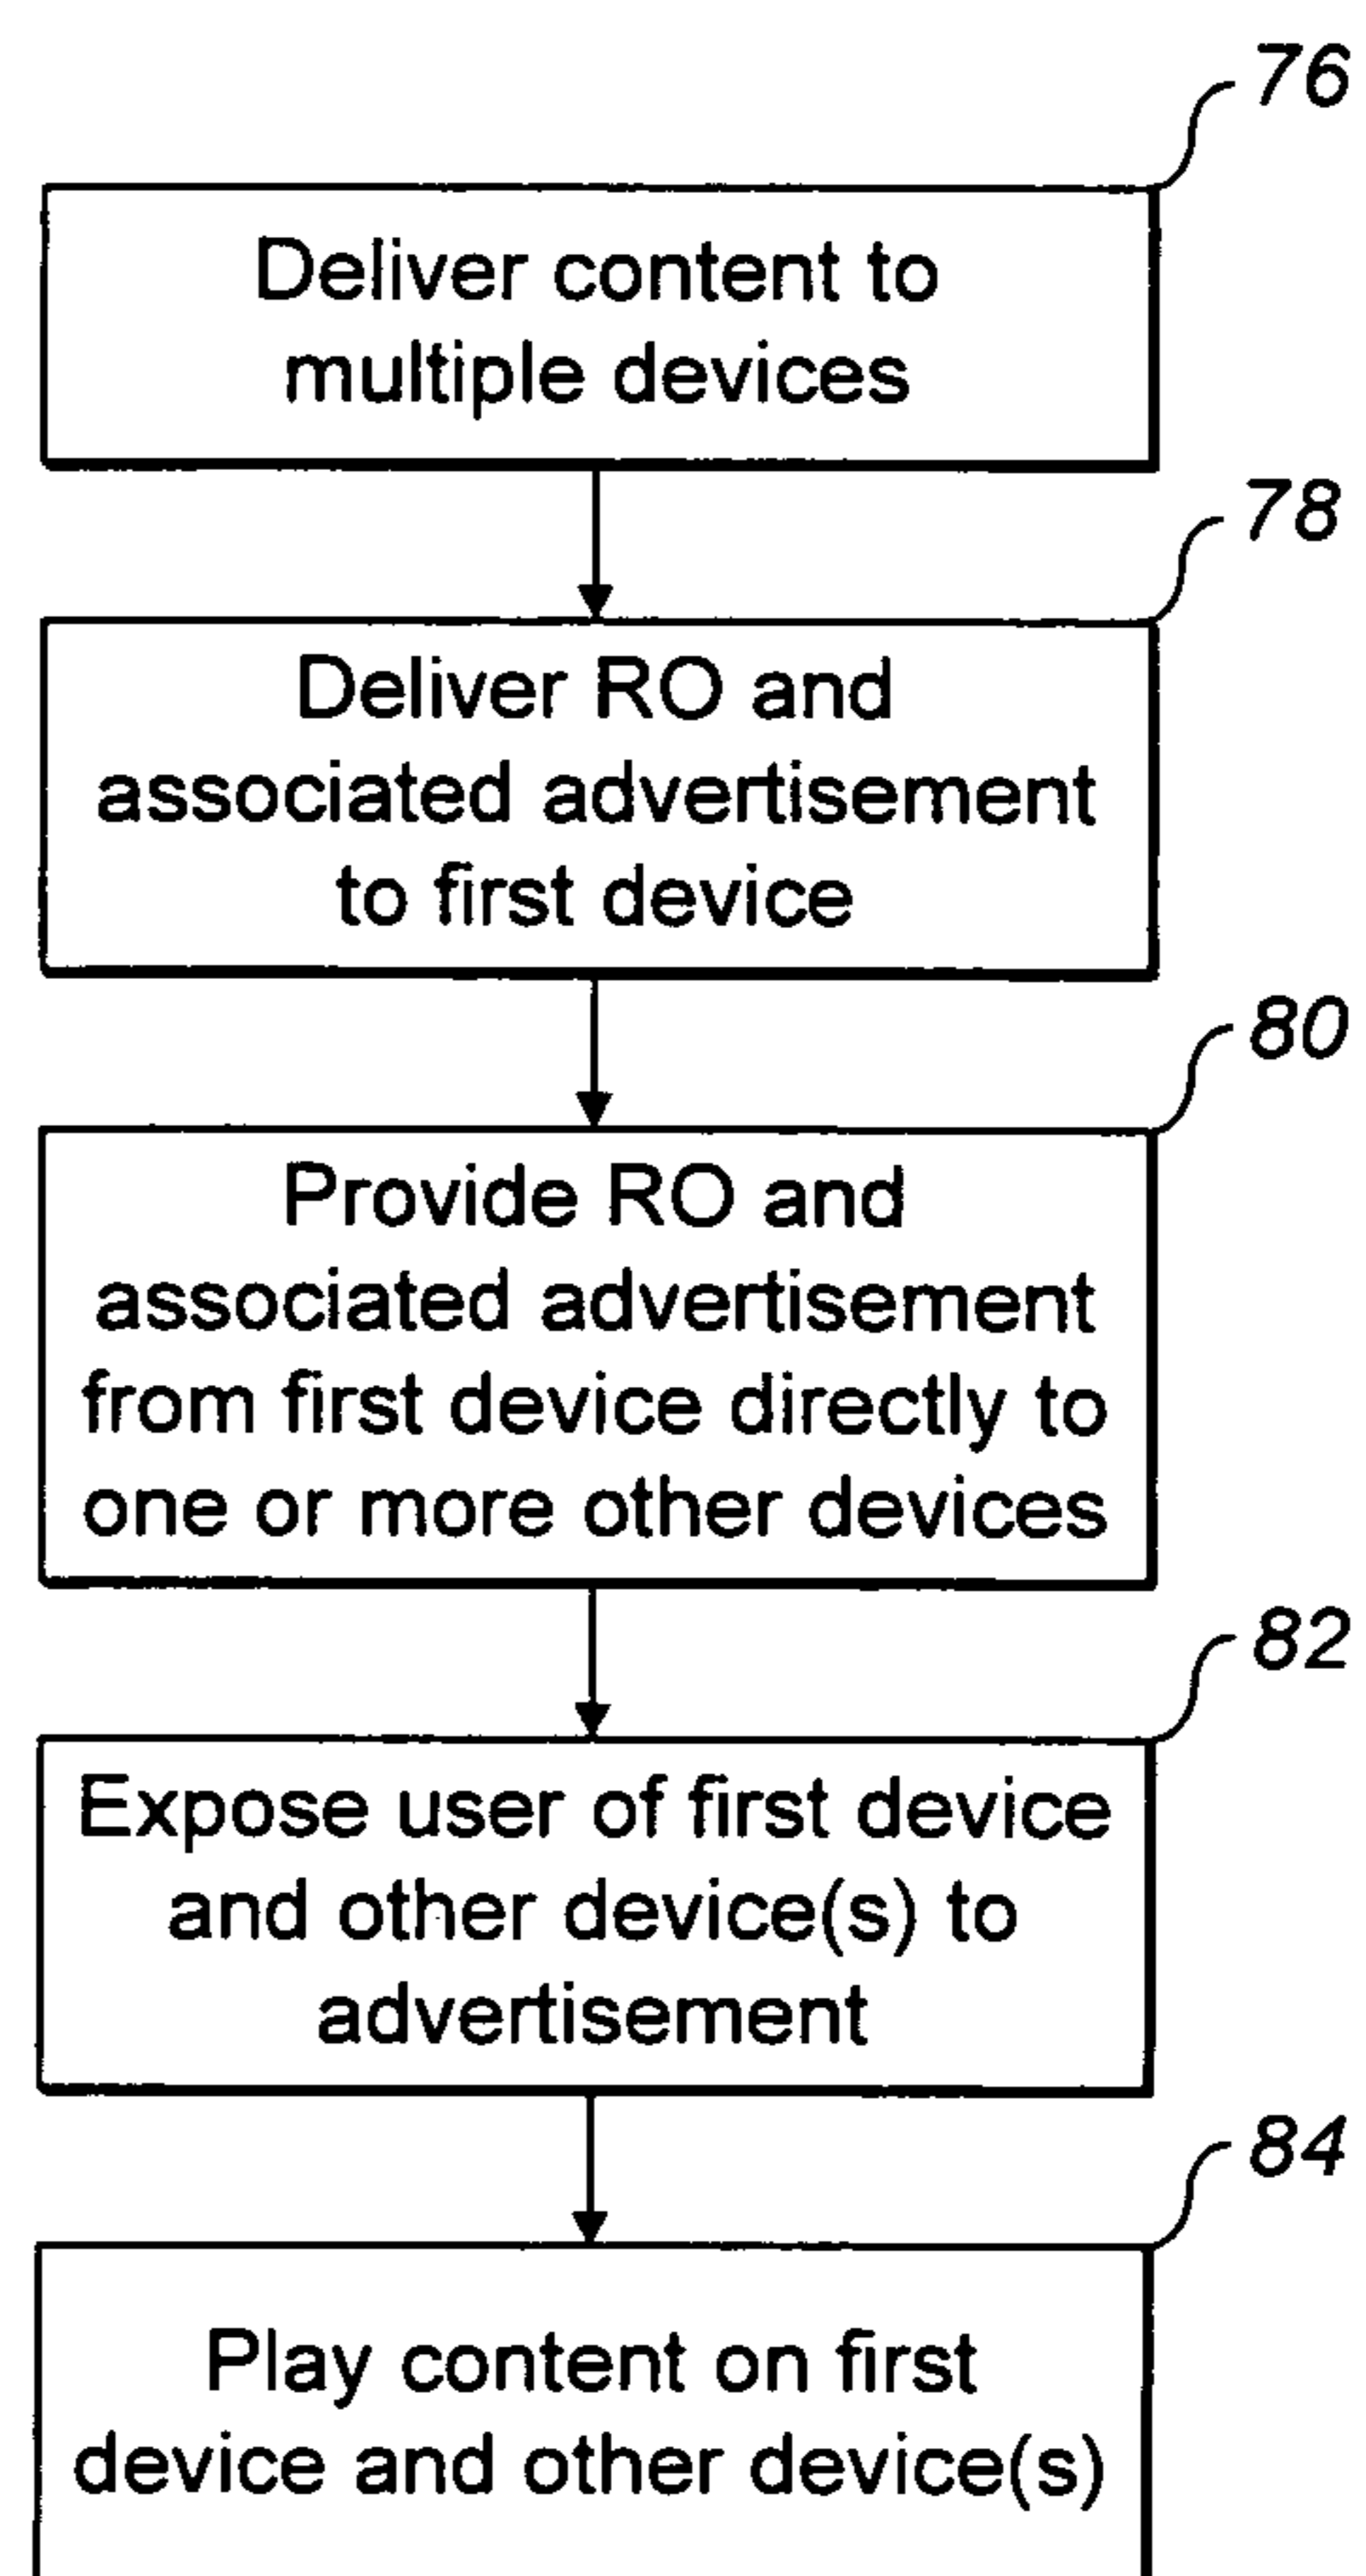 76
Deliver content to
multiple devices
78
Deliver RO and
associated advertisement
to first device
80
Provide RO and
associated advertisement
from first device directly to
one or more other devices
82
Expose user of first device
and other device(s) to
advertisement
84
Play content on first
device and other device(s)